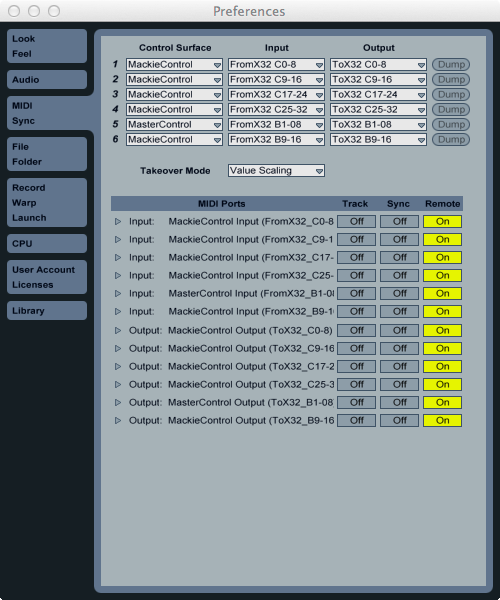 Preferences
Look
Feel
Audio
MIDI
Sync
File
Folder
Record
Warp
Launch
CPU
User Account
Licenses
Library
Control Surface Input Output
1 MackieControl FromX32 C0-8 ToX32 C0-8 Dump
2 MackieControl FromX32 C9-16 ToX32 C9-16 Dump
3 MackieControl FromX32 C17-24 ToX32 C17-24 Dump
4 MackieControl FromX32 C25-32 ToX32 C25-32 Dump
5 MasterControl FromX32 B1-08 ToX32 B1-08 Dump
6 MackieControl FromX32 B9-16 ToX32 B9-16 Dump
Takeover Mode Value Scaling
MIDI Ports Track Sync Remote
Input: MackieControl Input (FromX32_C0-8 Off Off On
Input: MackieControl Input (FromX32_C9-1 Off Off On
Input: MackieControl Input (FromX32_C17- Off Off On
Input: MackieControl Input (FromX32_C25- Off Off On
Input: MasterControl Input (FromX32_B1-0 Off Off On
Input: MackieControl Input (FromX32_B9-1 Off Off On
Output: MackieControl Output (ToX32_C0-8) Off Off On
Output: MackieControl Output (ToX32_C9-16 Off Off On
Output: MackieControl Output (ToX32_C17-2 Off Off On
Output: MackieControl Output (ToX32_C25-3 Off Off On
Output: MasterControl Output (ToX32_B1-08 Off Off On
Output: MackieControl Output (ToX32_B9-16 Off Off On